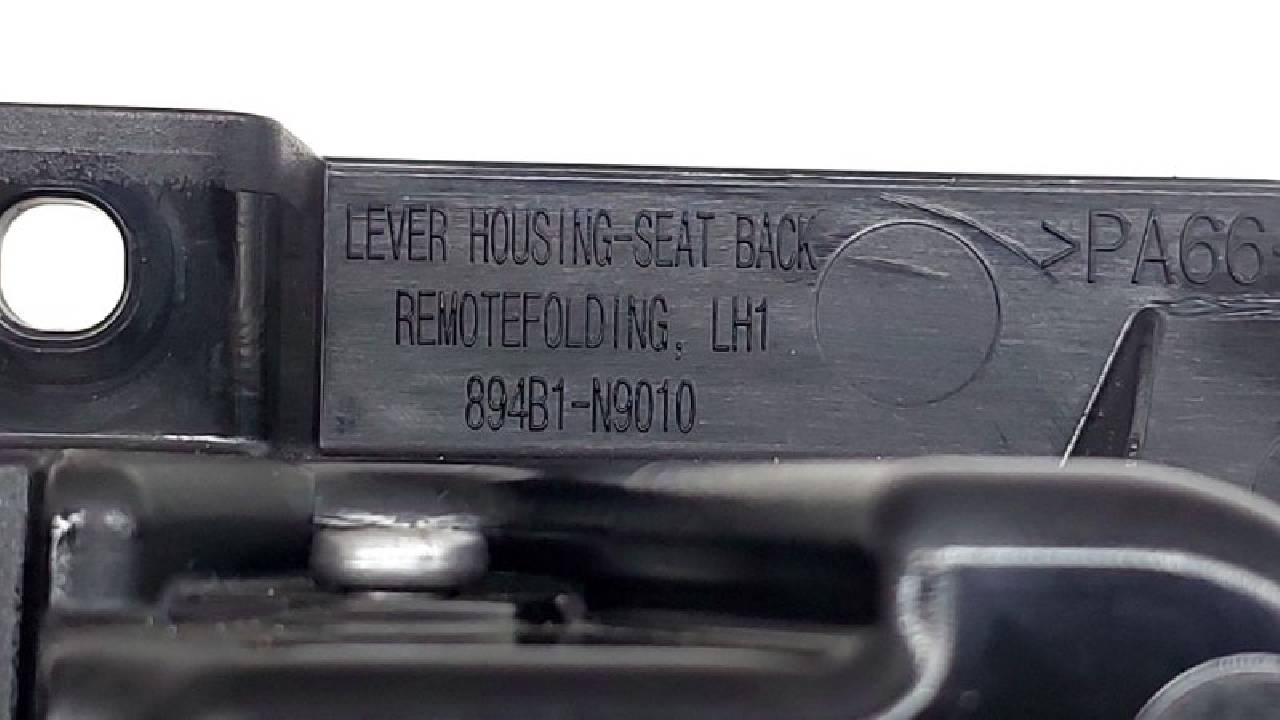 LEVER HOUSING-SEAT BACK
REMOTEFOLDING, LH1
894B1-N9010
>PA66-